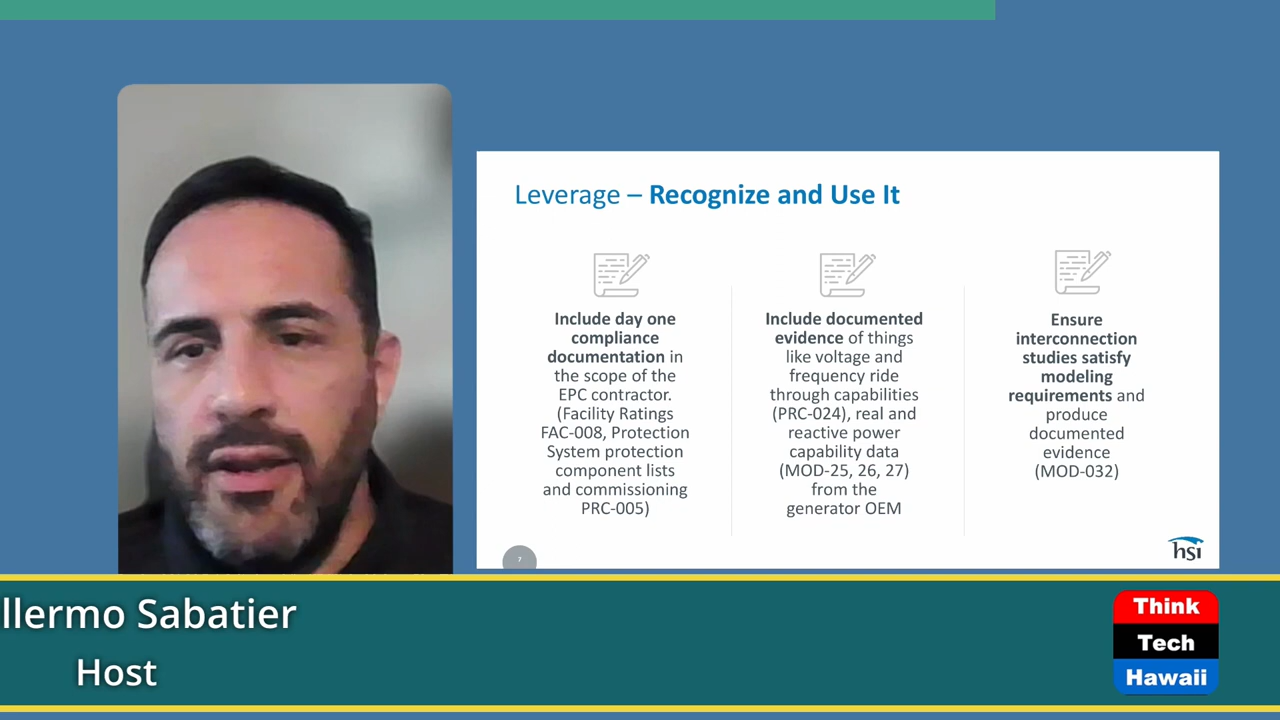 Leverage – Recognize and Use It
Include day one
compliance
documentation in
the scope of the
EPC contractor.
(Facility Ratings
FAC-008, Protection
System protection
component lists
and commissioning
PRC-005)
Include documented
evidence of things
like voltage and
frequency ride
through capabilities
(PRC-024), real and
reactive power
capability data
(MOD-25, 26, 27)
from the
generator OEM
Ensure
interconnection
studies satisfy
modeling
requirements and
produce
documented
evidence
(MOD-032)
7
hsi
llermo Sabatier
Host
Think
Tech
Hawaii